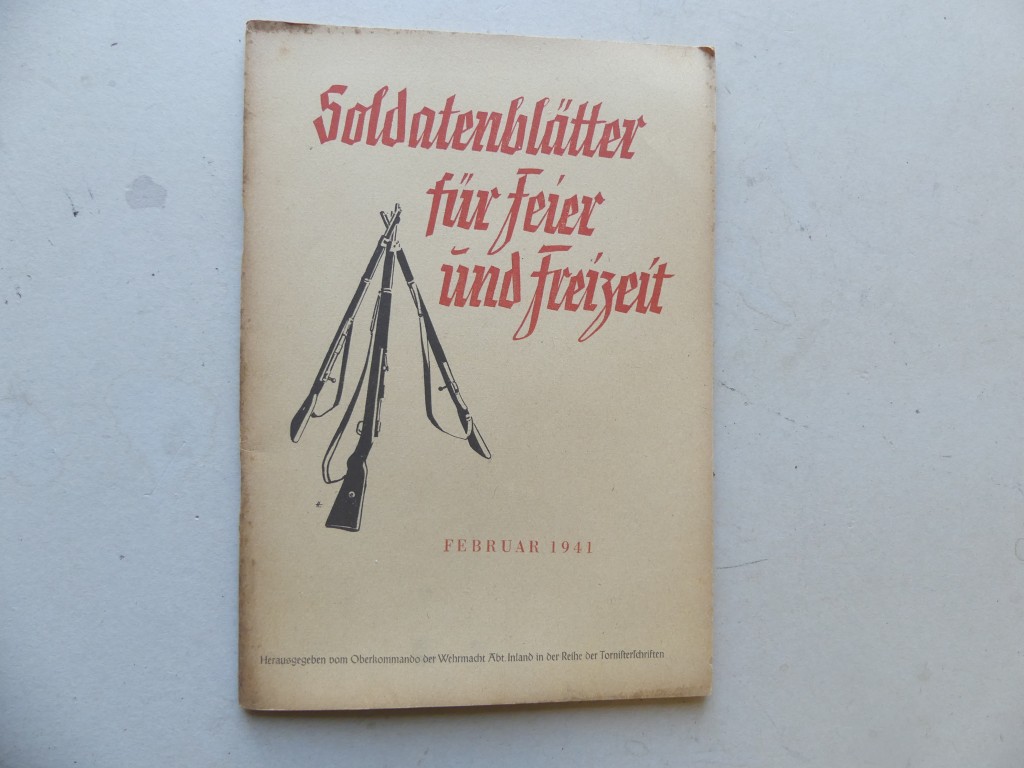 Soldatenblätter
für Feier
und Freizeit
FEBRUAR 1941
Herausgegeben vom Oberkommando der Wehrmacht Abt. Inland in der Reihe der Tornisterschriften